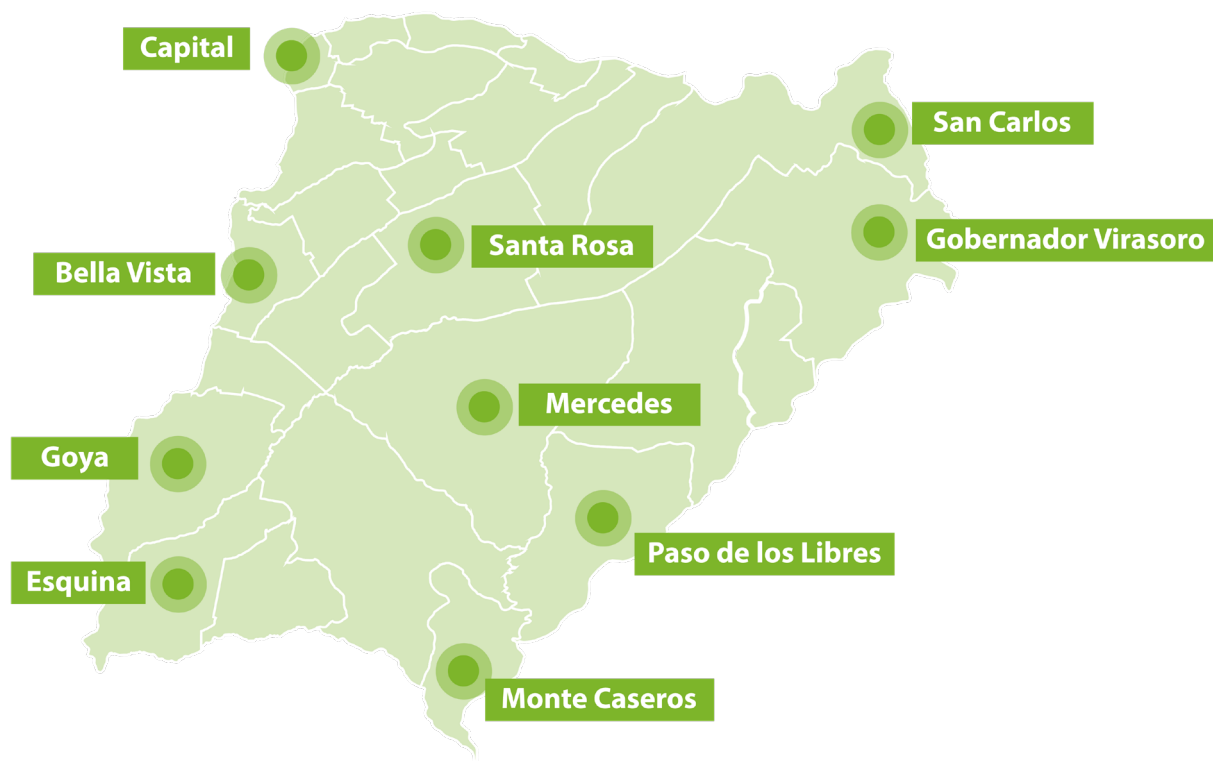 Capital
San Carlos
Gobernador Virasoro
Santa Rosa
Bella Vista
Mercedes
Goya
Paso de los Libres
Esquina
Monte Caseros